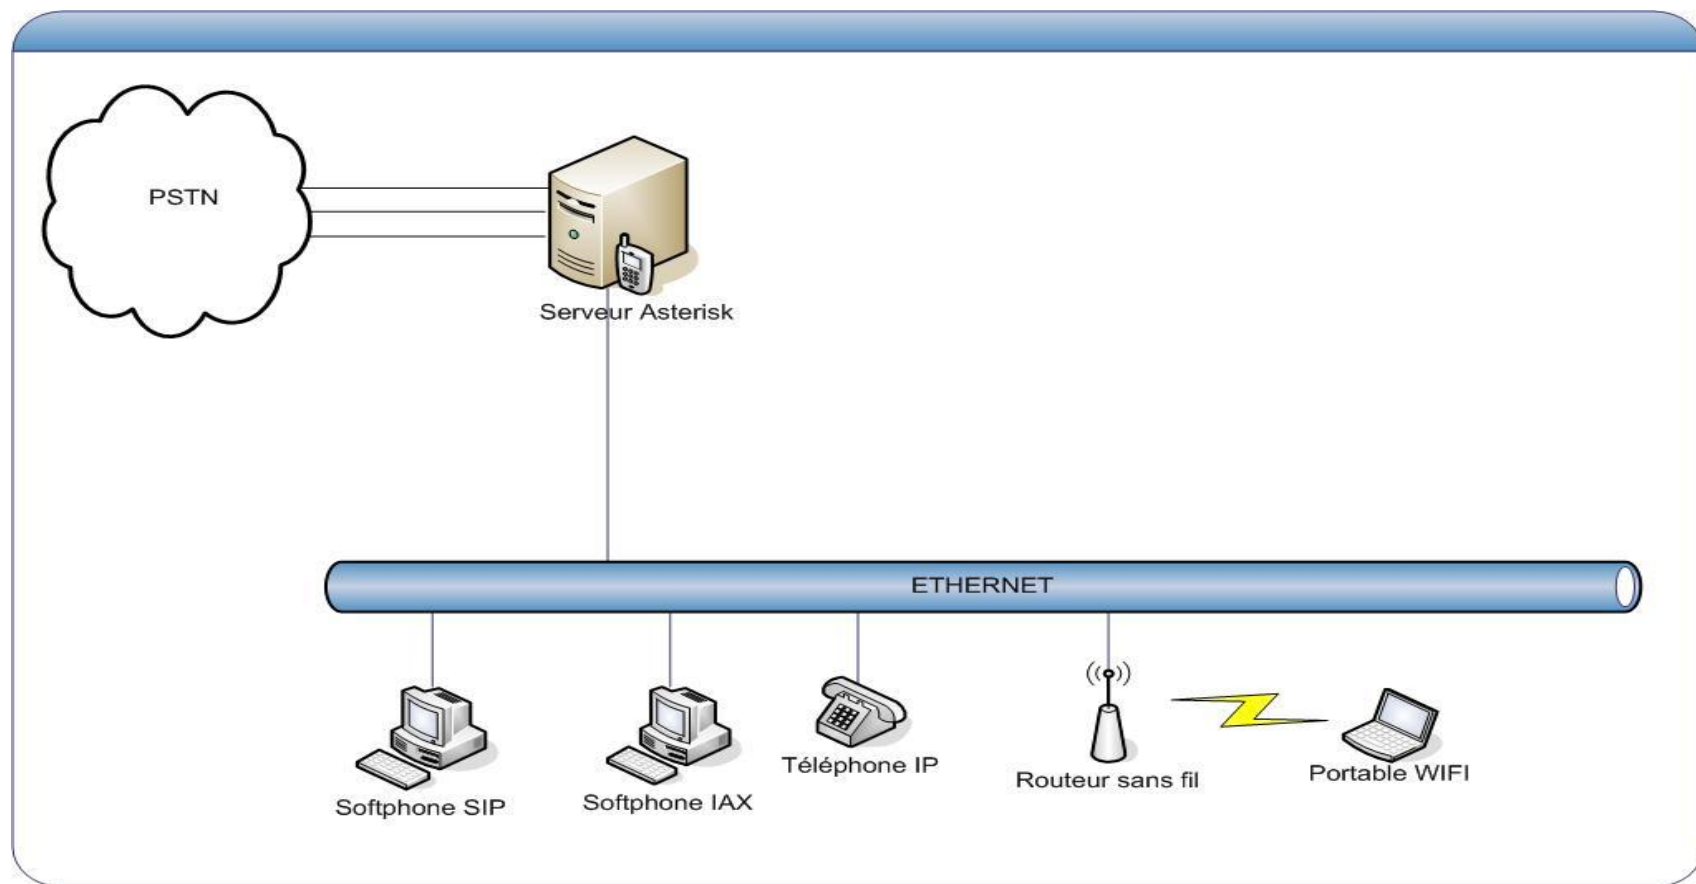 PSTN
Serveur Asterisk
ETHERNET
Softphone SIP
Softphone IAX
Téléphone IP
Routeur sans fil
Portable WIFI